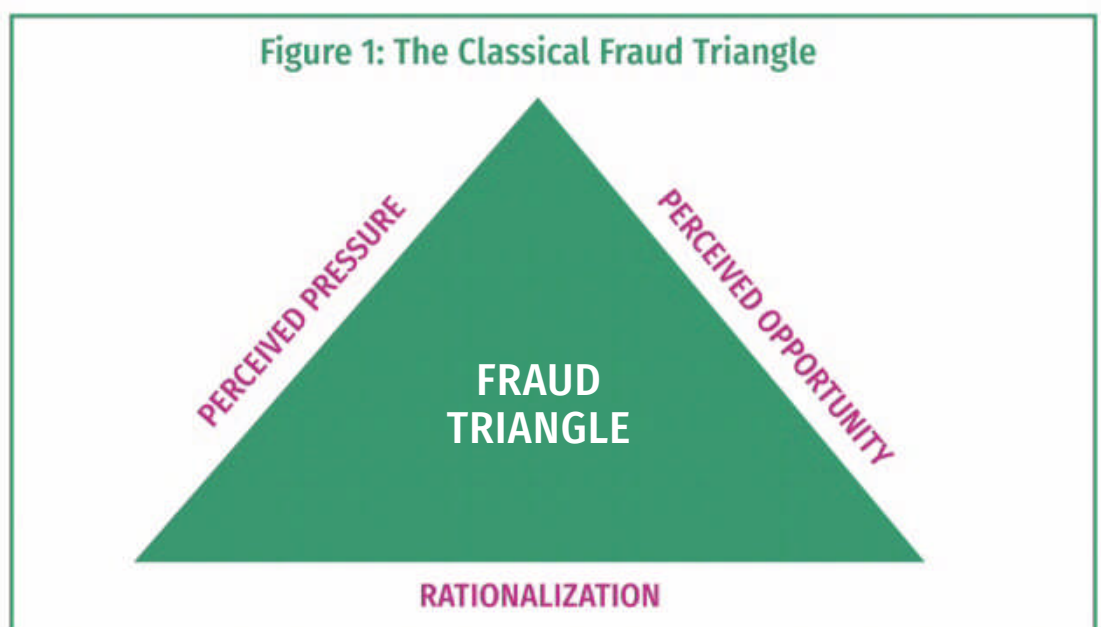 Figure 1: The Classical Fraud Triangle
PERCEIVED PRESSURE
PERCEIVED OPPORTUNITY
FRAUD
TRIANGLE
RATIONALIZATION